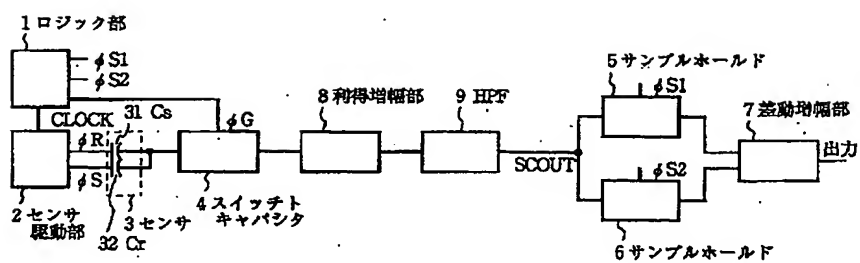 1ロジック部
φS1
φS2
CLOCK
φR
φS
31 Cs
φG
8 利得増幅部
9 HPF
SCOUT
5 サンプルホールド
φS1
φS2
7 差動増幅部
出力
2 センサ
駆動部
3 センサ
32 Cr
4 スイッチト
キャパシタ
6 サンプルホールド